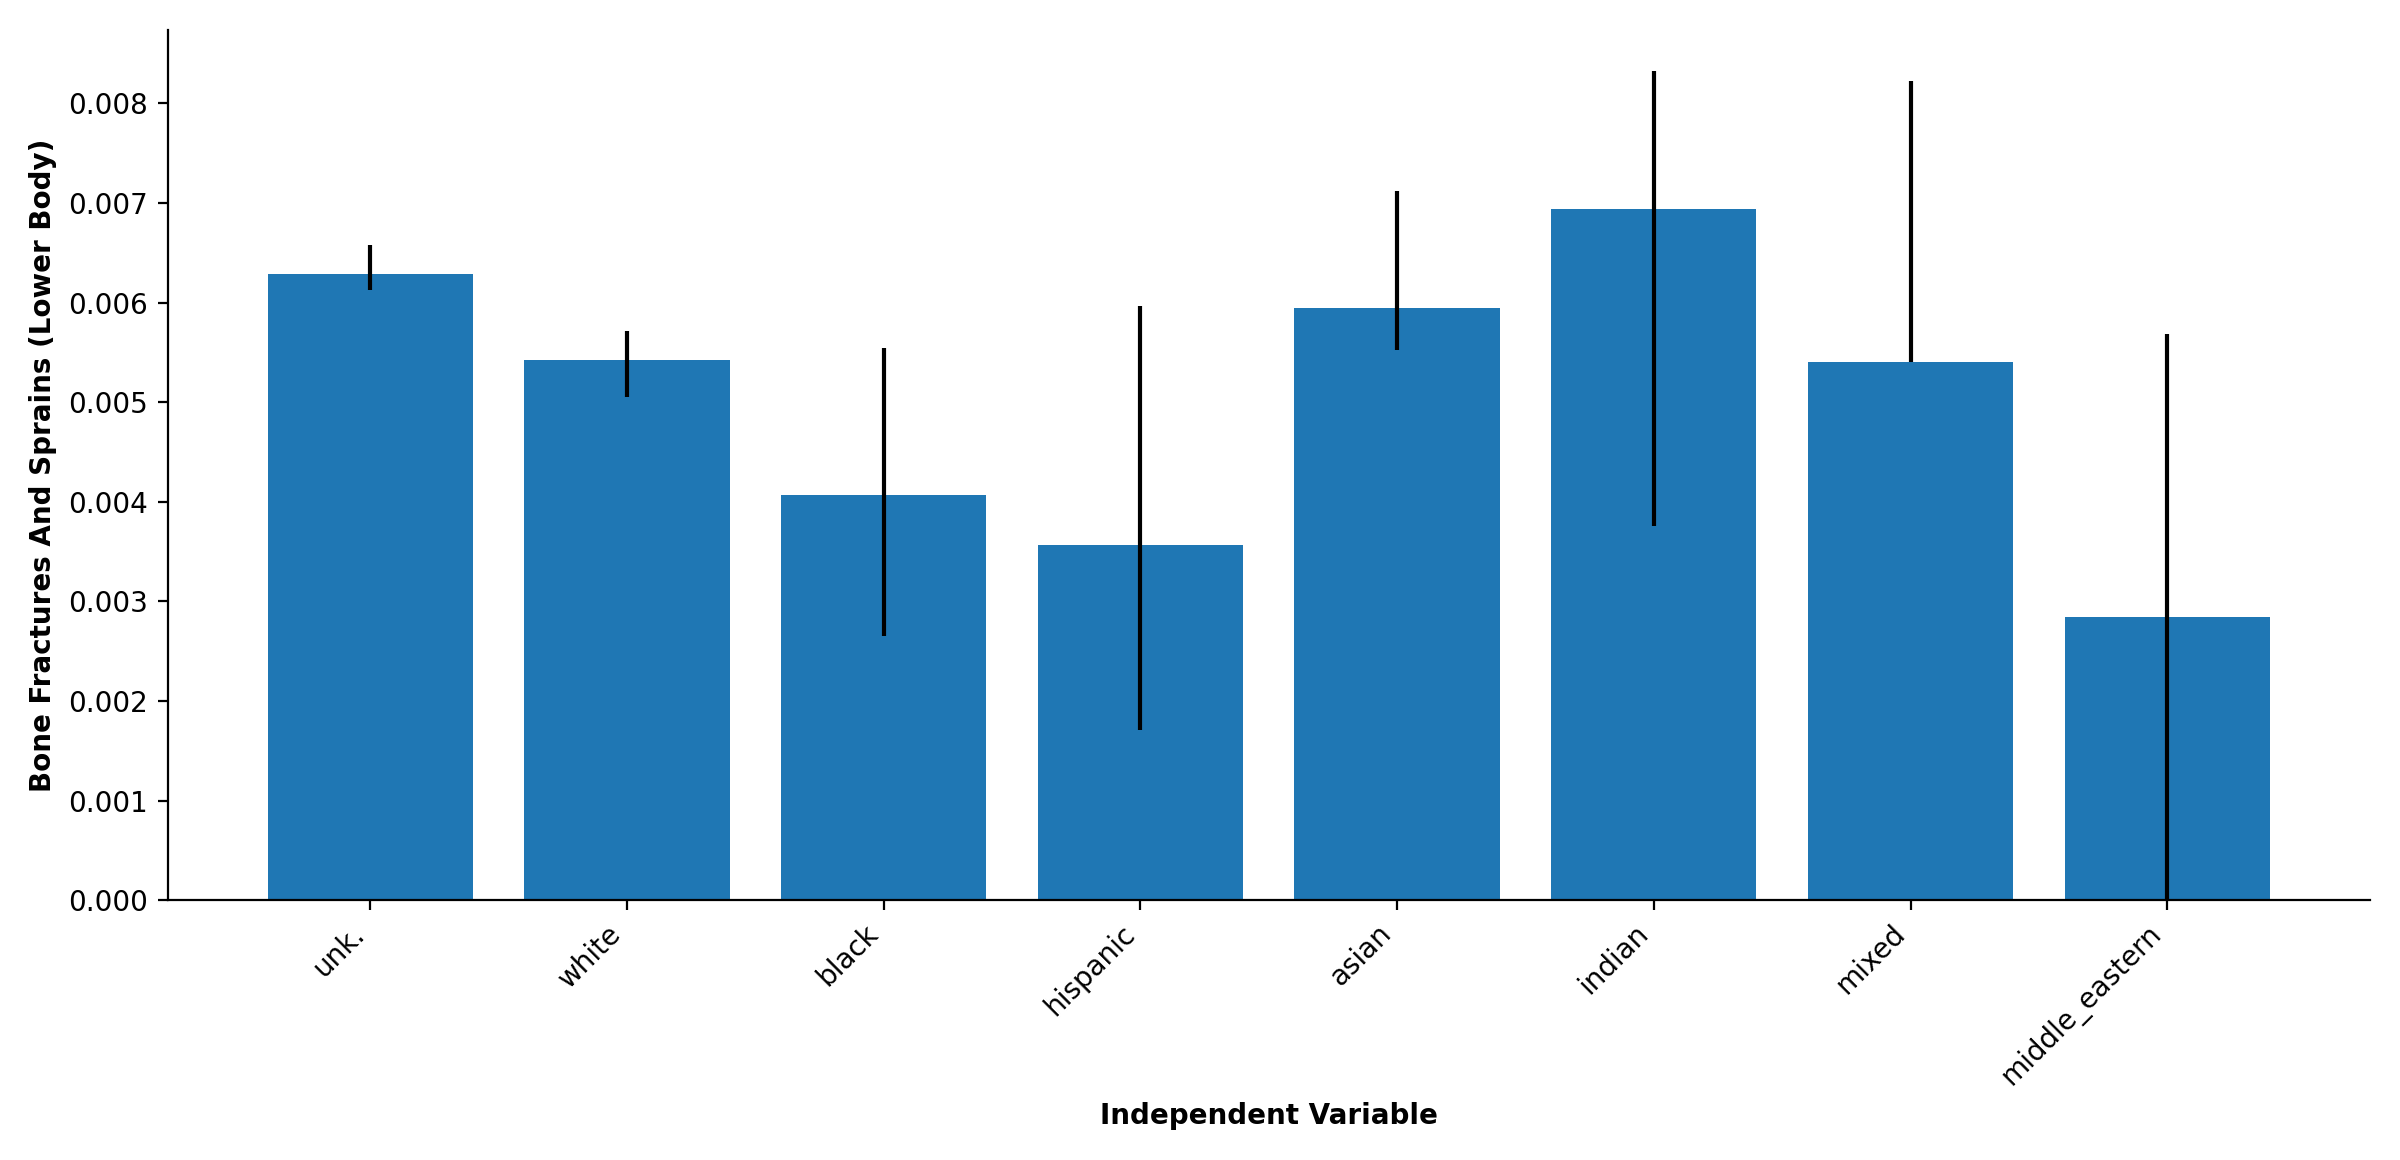 Bone Fractures And Sprains (Lower Body)
0.008
0.007
0.006
0.005
0.004
0.003
0.002
0.001
0.000
unk.
white
black
hispanic
asian
indian
mixed
middle_eastern
Independent Variable